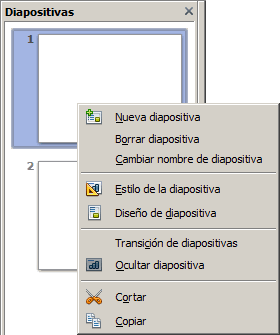 Diapositivas
1
Nueva diapositiva
Borrar diapositiva
Cambiar nombre de diapositiva
2
Estilo de la diapositiva
Diseño de diapositiva
Transición de diapositivas
Ocultar diapositiva
Cortar
Copiar